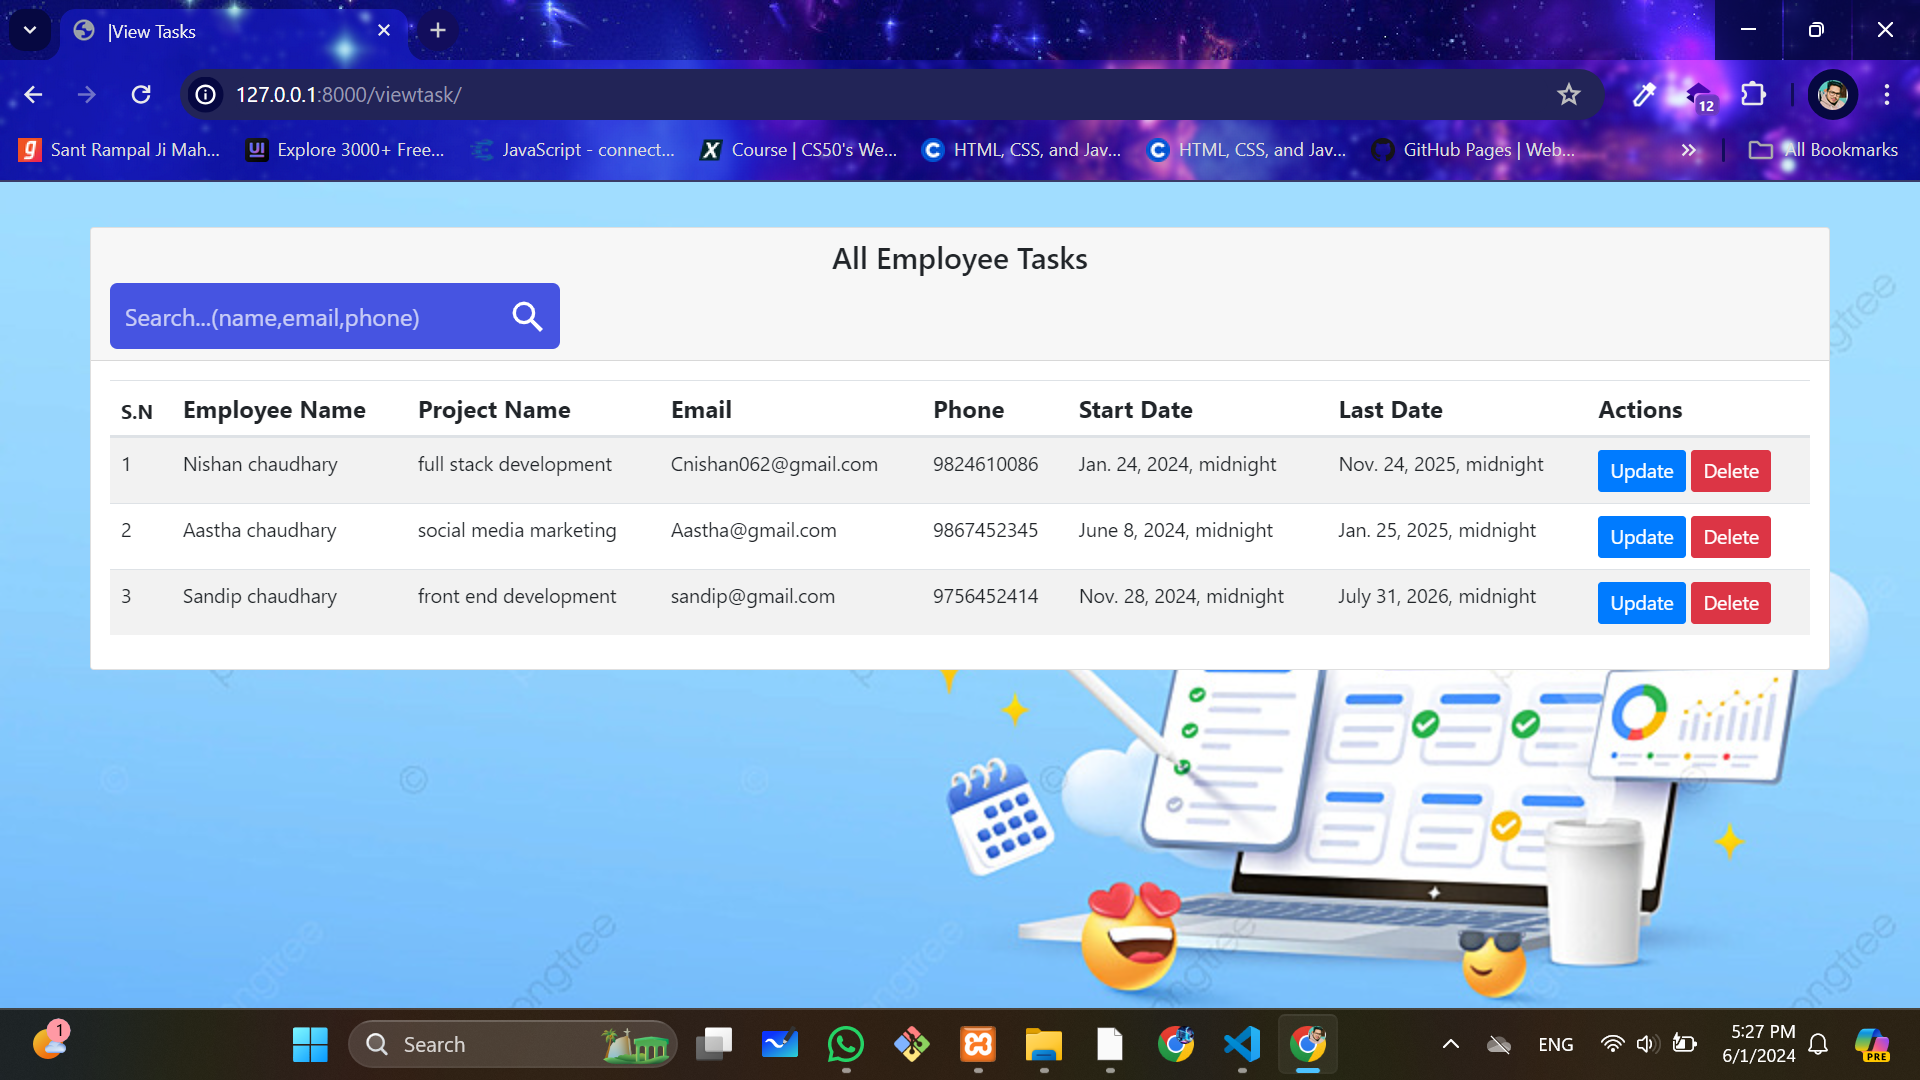 |View Tasks
127.0.0.1:8000/viewtask/
12
Sant Rampal Ji Mah...
Explore 3000+ Free...
JavaScript - connect...
Course | CS50's We...
HTML, CSS, and Jav...
HTML, CSS, and Jav...
GitHub Pages | Web...
All Bookmarks
All Employee Tasks
Search...(name,email,phone)
S.N Employee Name Project Name Email Phone Start Date Last Date Actions
1 Nishan chaudhary full stack development Cnishan062@gmail.com 9824610086 Jan. 24, 2024, midnight Nov. 24, 2025, midnight Update Delete
2 Aastha chaudhary social media marketing Aastha@gmail.com 9867452345 June 8, 2024, midnight Jan. 25, 2025, midnight Update Delete
3 Sandip chaudhary front end development sandip@gmail.com 9756452414 Nov. 28, 2024, midnight July 31, 2026, midnight Update Delete
1
Search
ENG
5:27 PM
6/1/2024
PRE